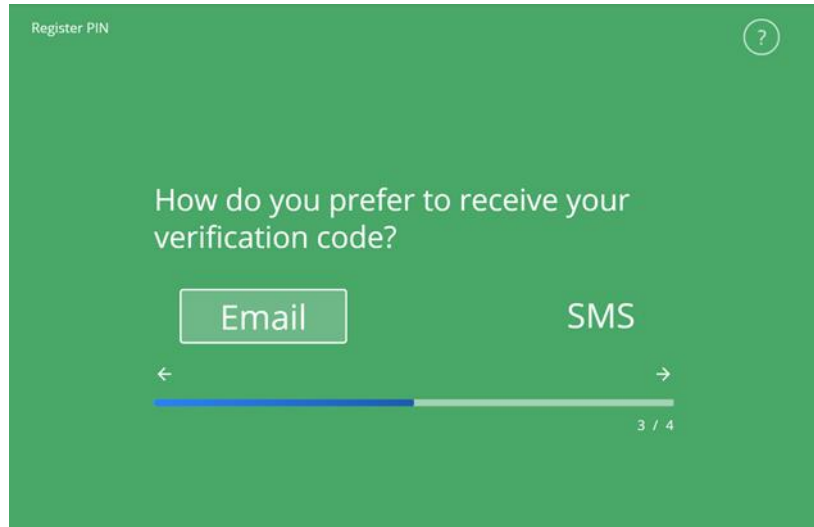 Register PIN
?
How do you prefer to receive your
verification code?
Email SMS
← →
3 / 4